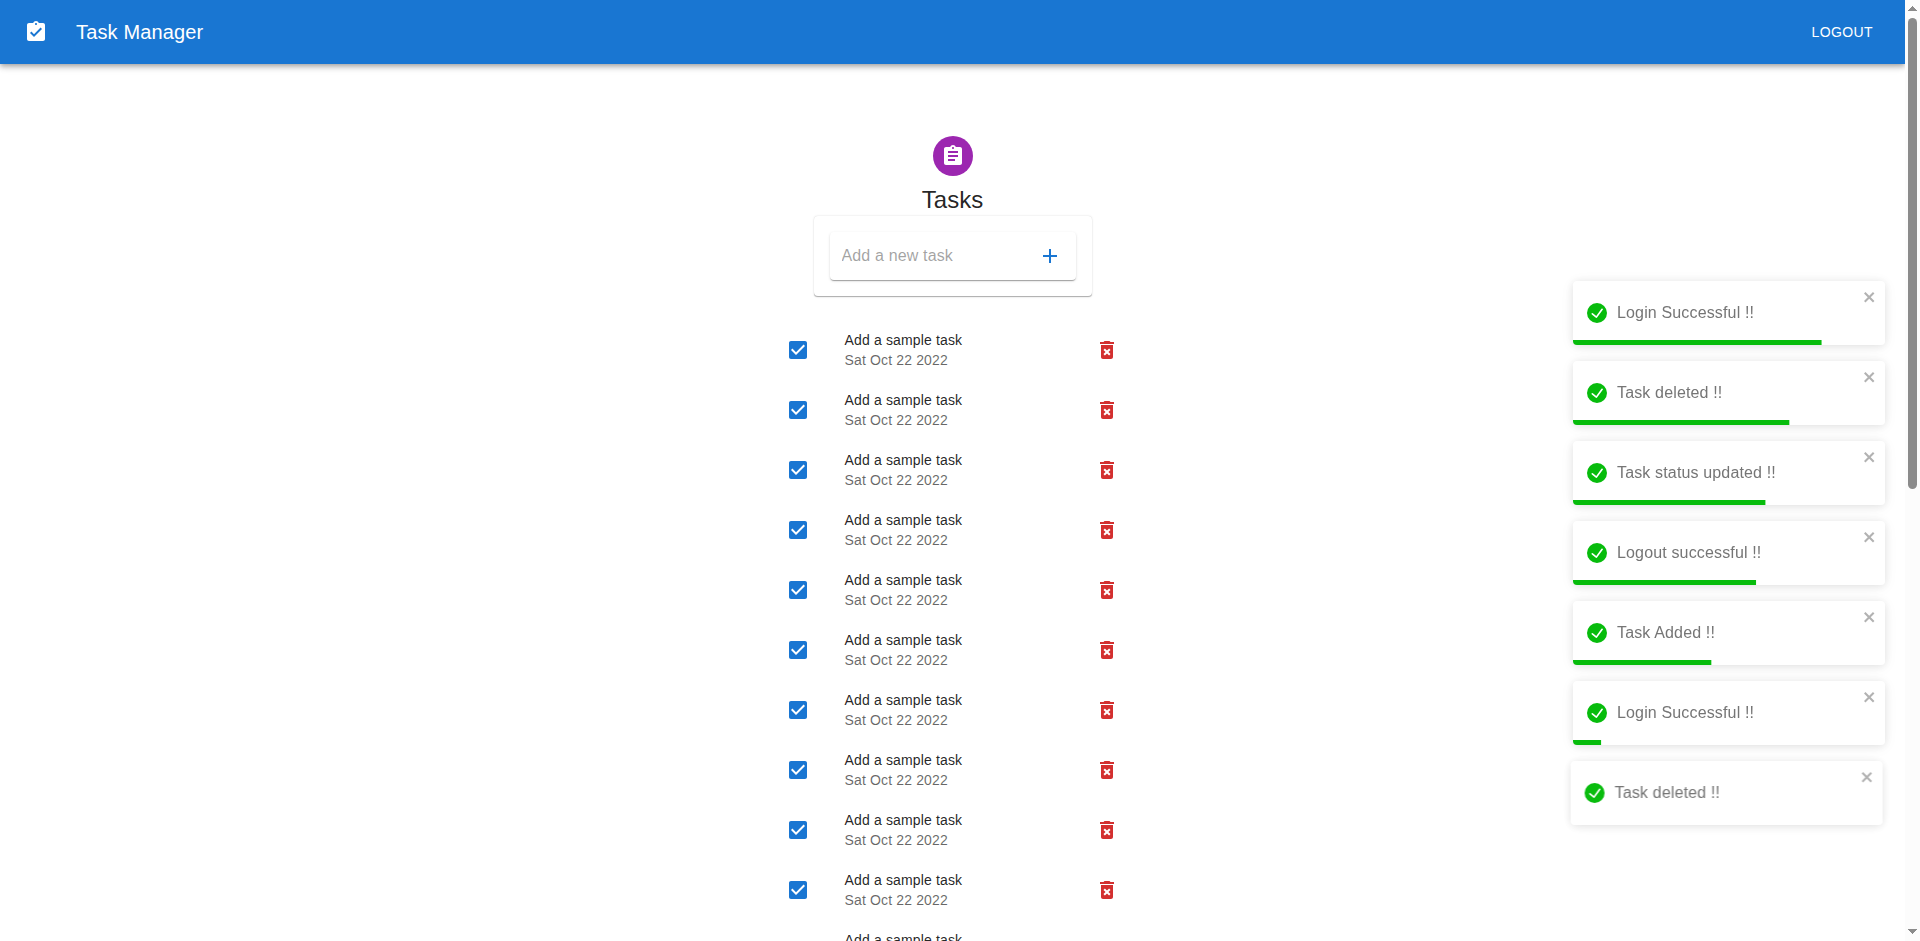 Task Manager
LOGOUT
Tasks
Add a new task
Add a sample task
Sat Oct 22 2022
Add a sample task
Sat Oct 22 2022
Add a sample task
Sat Oct 22 2022
Add a sample task
Sat Oct 22 2022
Add a sample task
Sat Oct 22 2022
Add a sample task
Sat Oct 22 2022
Add a sample task
Sat Oct 22 2022
Add a sample task
Sat Oct 22 2022
Add a sample task
Sat Oct 22 2022
Add a sample task
Sat Oct 22 2022
Add a sample task
Login Successful !!
Task deleted !!
Task status updated !!
Logout successful !!
Task Added !!
Login Successful !!
Task deleted !!